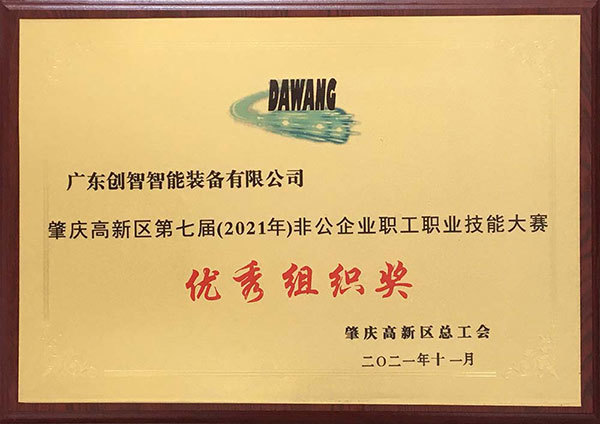 DAWANG
广东创智智能装备有限公司
肇庆高新区第七届(2021年)非公企业职工职业技能大赛
优秀组织奖
肇庆高新区总工会
二〇二一年十一月